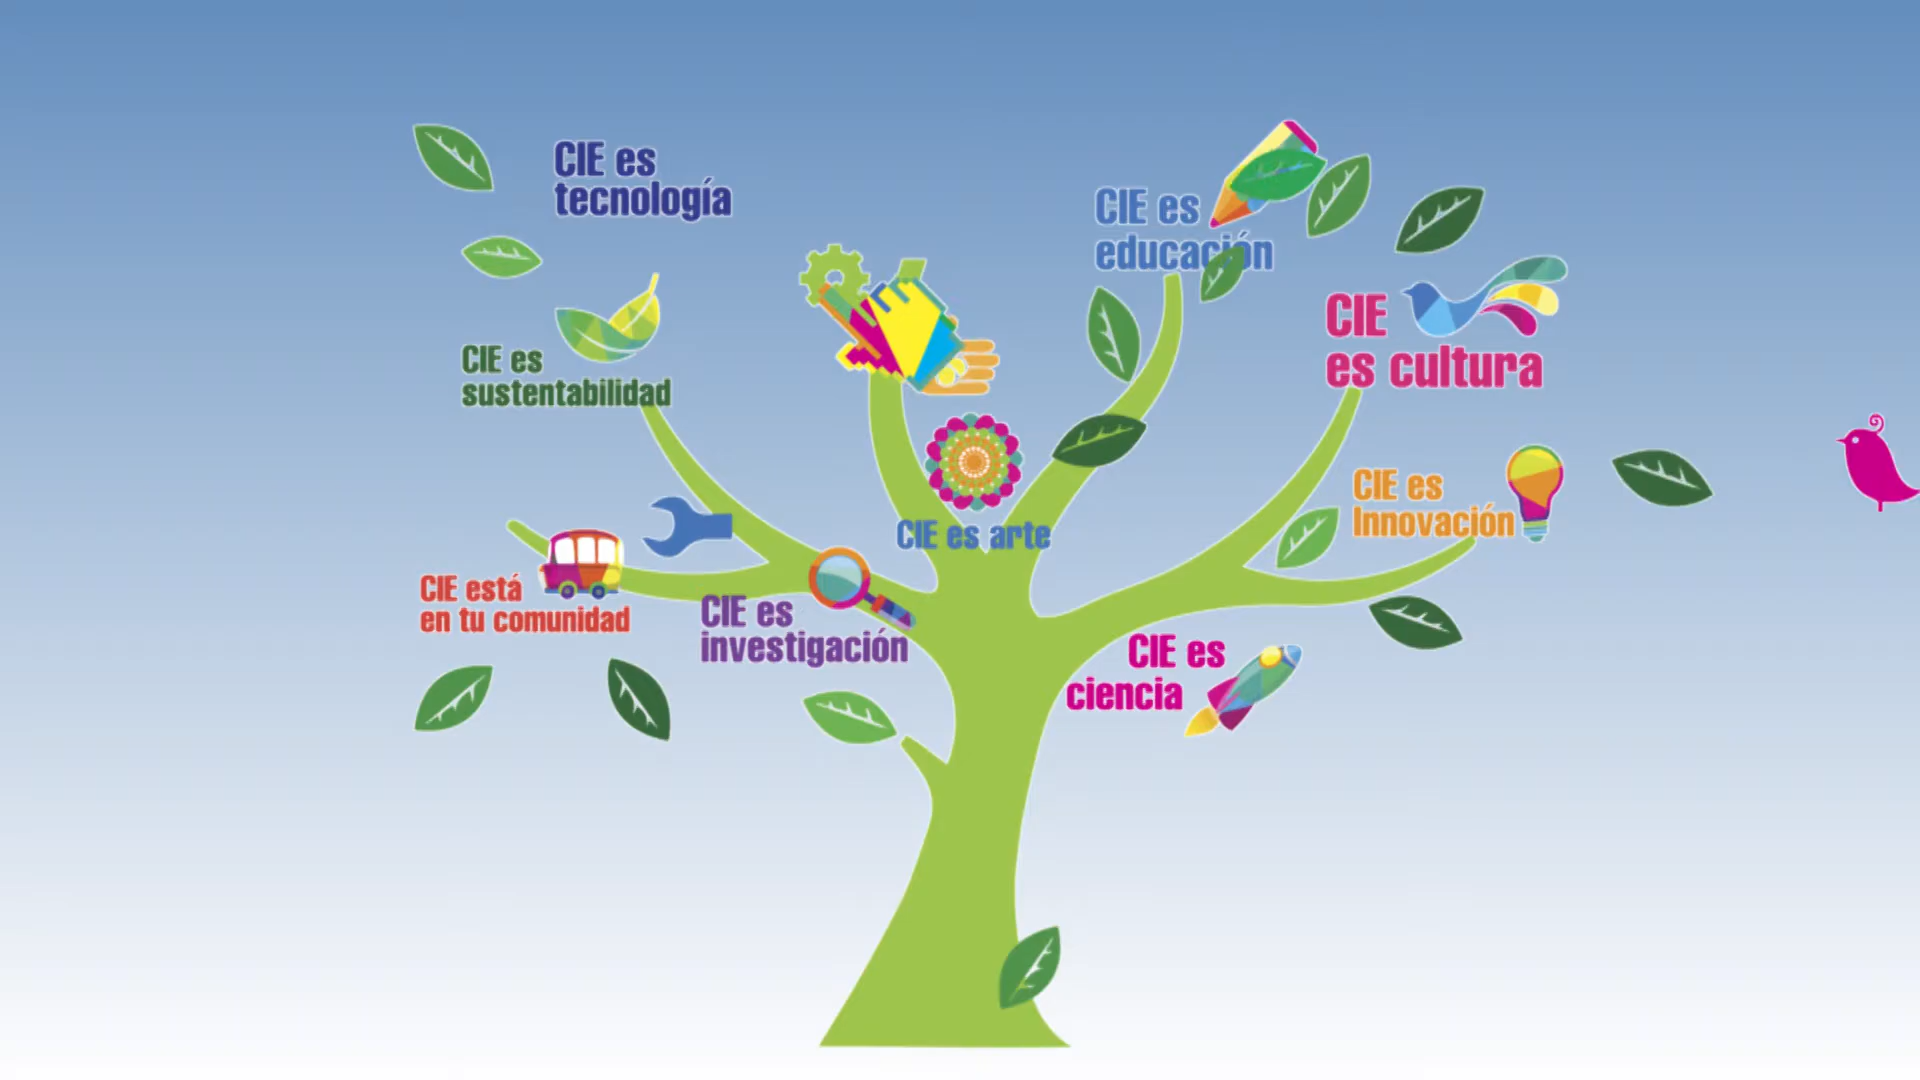 CIE es
tecnología
CIE es
educación
CIE
es cultura
CIE es
sustentabilidad
CIE es
Innovación
CIE es arte
CIE está
en tu comunidad
CIE es
investigación
CIE es
ciencia